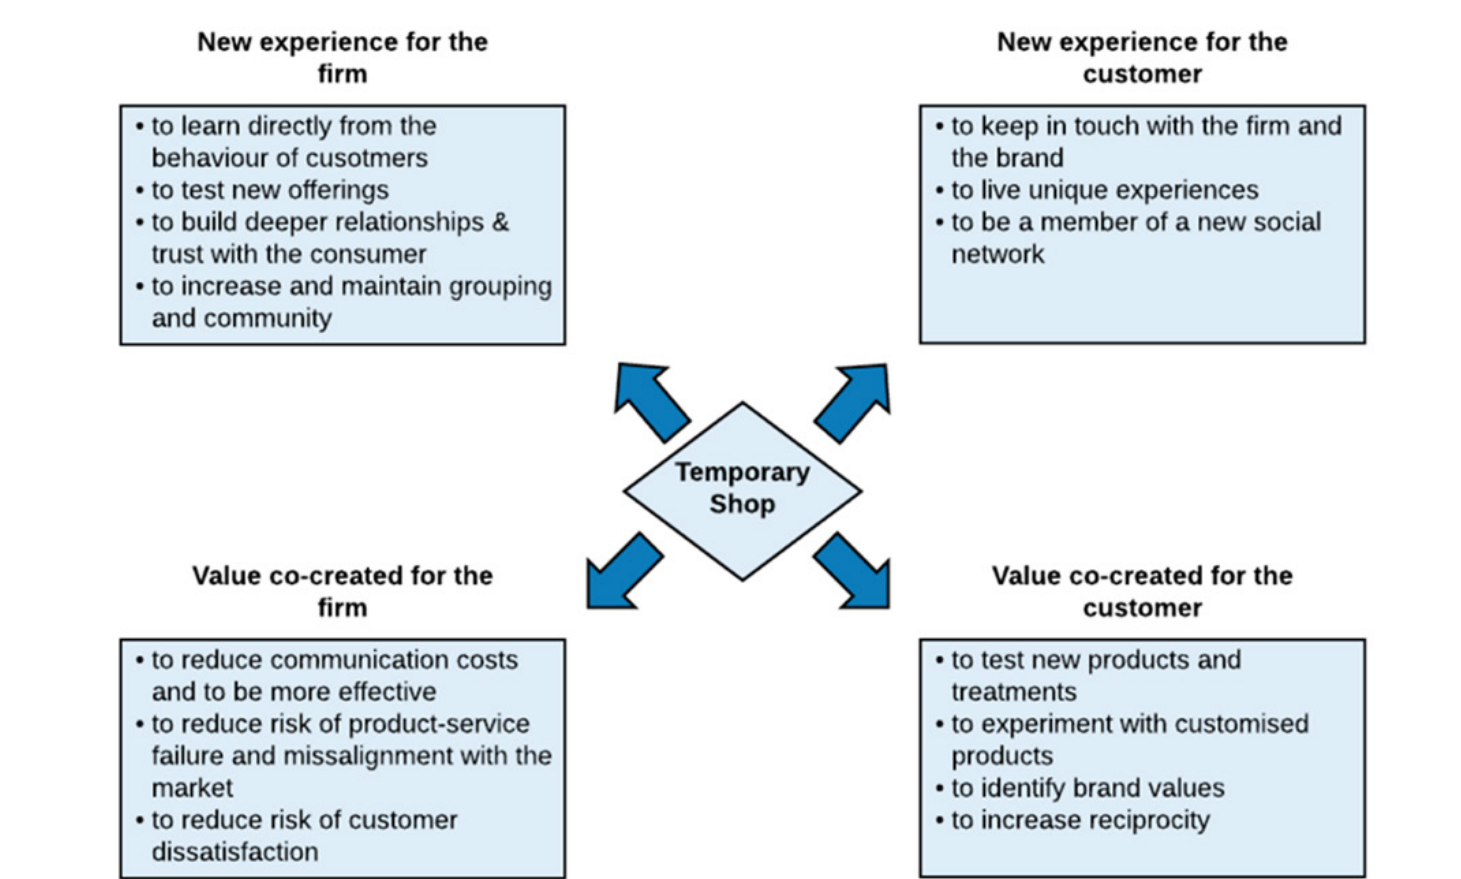 New experience for the
firm
• to learn directly from the
behaviour of cusotmers
• to test new offerings
• to build deeper relationships &
trust with the consumer
• to increase and maintain grouping
and community
New experience for the
customer
• to keep in touch with the firm and
the brand
• to live unique experiences
• to be a member of a new social
network
Temporary
Shop
Value co-created for the
firm
• to reduce communication costs
and to be more effective
• to reduce risk of product-service
failure and missalignment with the
market
• to reduce risk of customer
dissatisfaction
Value co-created for the
customer
• to test new products and
treatments
• to experiment with customised
products
• to identify brand values
• to increase reciprocity